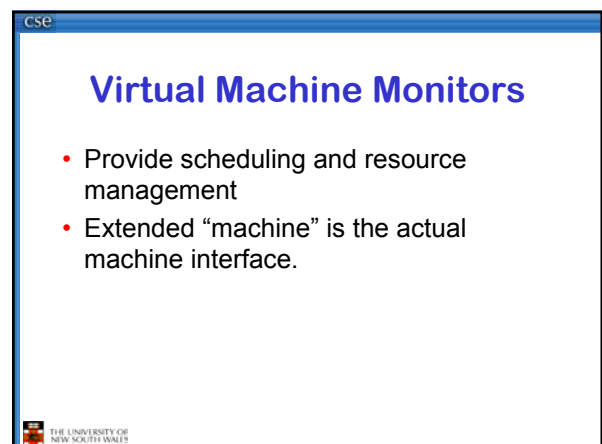 cse
Virtual Machine Monitors
• Provide scheduling and resource
management
• Extended “machine” is the actual
machine interface.
THE UNIVERSITY OF
NEW SOUTH WALES